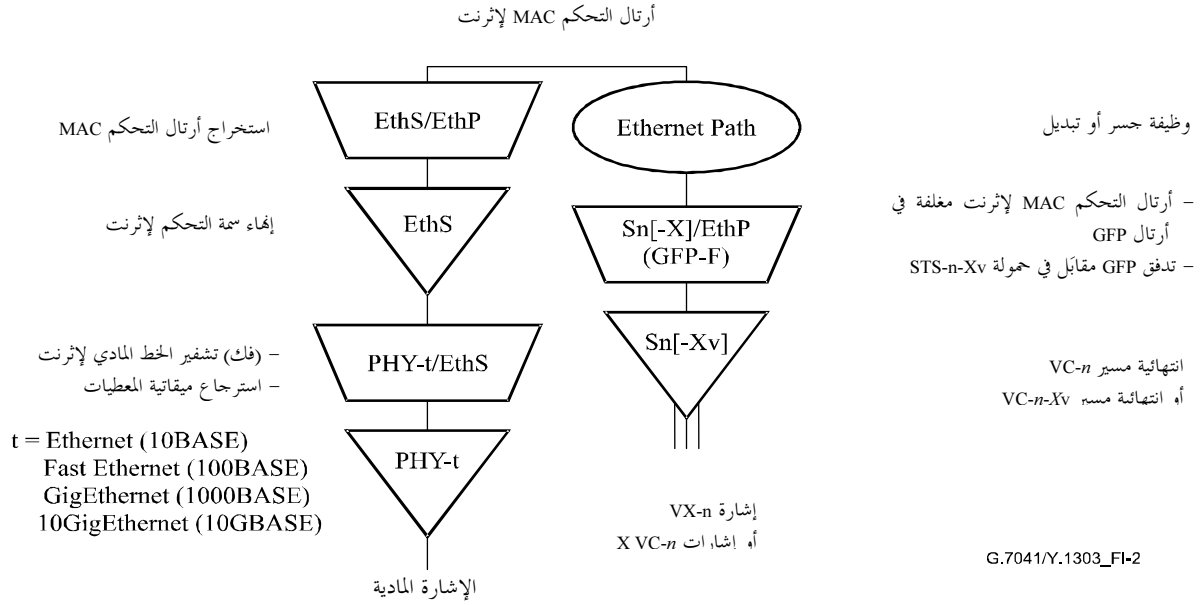 أرتال التحكم MAC لإثرنت
EthS/EthP
Ethernet Path
استخراج أرتال التحكم MAC
وظيفة جسر أو تبديل
EthS
إنهاء سمة التحكم لإثرنت
Sn[-X]/EthP
(GFP-F)
– أرتال التحكم MAC لإثرنت مغلفة في
أرتال GFP
– تدفق GFP مقابَل في حمولة STS-n-Xv
PHY-t/EthS
– (فك) تشفير الخط المادي لإثرنت
– استرجاع ميقاتية المعطيات
Sn[-Xv]
انتهائية مسير VC-n
أو انتهائية مسير VC-n-Xv
t = Ethernet (10BASE)
Fast Ethernet (100BASE)
GigEthernet (1000BASE)
10GigEthernet (10GBASE)
PHY-t
إشارة VX-n
أو إشارات X VC-n
الإشارة المادية
G.7041/Y.1303_FI-2